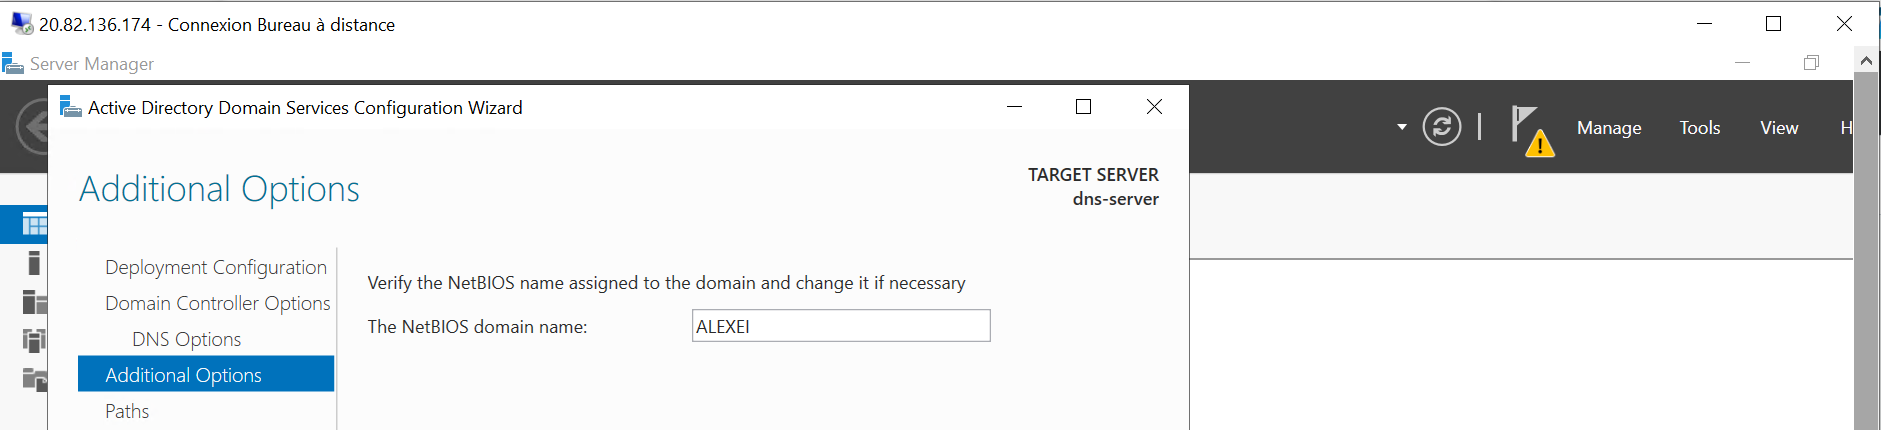 20.82.136.174 - Connexion Bureau à distance
Server Manager
Active Directory Domain Services Configuration Wizard
Manage Tools View H
Additional Options
TARGET SERVER
dns-server
Deployment Configuration
Domain Controller Options
DNS Options
Additional Options
Paths
Verify the NetBIOS name assigned to the domain and change it if necessary
The NetBIOS domain name: ALEXEI